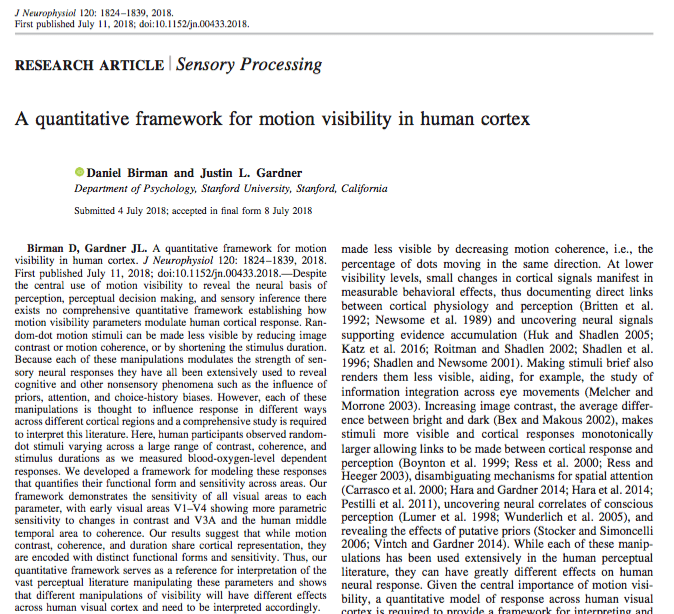 J Neurophysiol 120: 1824–1839, 2018.
First published July 11, 2018; doi:10.1152/jn.00433.2018.
RESEARCH ARTICLE | Sensory Processing
A quantitative framework for motion visibility in human cortex
Daniel Birman and Justin L. Gardner
Department of Psychology, Stanford University, Stanford, California
Submitted 4 July 2018; accepted in final form 8 July 2018
Birman D, Gardner JL. A quantitative framework for motion
visibility in human cortex. J Neurophysiol 120: 1824–1839, 2018.
First published July 11, 2018; doi:10.1152/jn.00433.2018.—Despite
the central use of motion visibility to reveal the neural basis of
perception, perceptual decision making, and sensory inference there
exists no comprehensive quantitative framework establishing how
motion visibility parameters modulate human cortical response. Ran-
dom-dot motion stimuli can be made less visible by reducing image
contrast or motion coherence, or by shortening the stimulus duration.
Because each of these manipulations modulates the strength of sen-
sory neural responses they have all been extensively used to reveal
cognitive and other nonsensory phenomena such as the influence of
priors, attention, and choice-history biases. However, each of these
manipulations is thought to influence response in different ways
across different cortical regions and a comprehensive study is required
to interpret this literature. Here, human participants observed random-
dot stimuli varying across a large range of contrast, coherence, and
stimulus durations as we measured blood-oxygen-level dependent
responses. We developed a framework for modeling these responses
that quantifies their functional form and sensitivity across areas. Our
framework demonstrates the sensitivity of all visual areas to each
parameter, with early visual areas V1–V4 showing more parametric
sensitivity to changes in contrast and V3A and the human middle
temporal area to coherence. Our results suggest that while motion
contrast, coherence, and duration share cortical representation, they
are encoded with distinct functional forms and sensitivity. Thus, our
quantitative framework serves as a reference for interpretation of the
vast perceptual literature manipulating these parameters and shows
that different manipulations of visibility will have different effects
across human visual cortex and need to be interpreted accordingly.
made less visible by decreasing motion coherence, i.e., the
percentage of dots moving in the same direction. At lower
visibility levels, small changes in cortical signals manifest in
measurable behavioral effects, thus documenting direct links
between cortical physiology and perception (Britten et al.
1992; Newsome et al. 1989) and uncovering neural signals
supporting evidence accumulation (Huk and Shadlen 2005;
Katz et al. 2016; Roitman and Shadlen 2002; Shadlen et al.
1996; Shadlen and Newsome 2001). Making stimuli brief also
renders them less visible, aiding, for example, the study of
information integration across eye movements (Melcher and
Morrone 2003). Increasing image contrast, the average differ-
ence between bright and dark (Bex and Makous 2002), makes
stimuli more visible and cortical responses monotonically
larger allowing links to be made between cortical response and
perception (Boynton et al. 1999; Ress et al. 2000; Ress and
Heeger 2003), disambiguating mechanisms for spatial attention
(Carrasco et al. 2000; Hara and Gardner 2014; Hara et al. 2014;
Pestilli et al. 2011), uncovering neural correlates of conscious
perception (Lumer et al. 1998; Wunderlich et al. 2005), and
revealing the effects of putative priors (Stocker and Simoncelli
2006; Vintch and Gardner 2014). While each of these manip-
ulations has been used extensively in the human perceptual
literature, they can have greatly different effects on human
neural response. Given the central importance of motion visi-
bility, a quantitative model of response across human visual
cortex is required to provide a framework for interpreting and